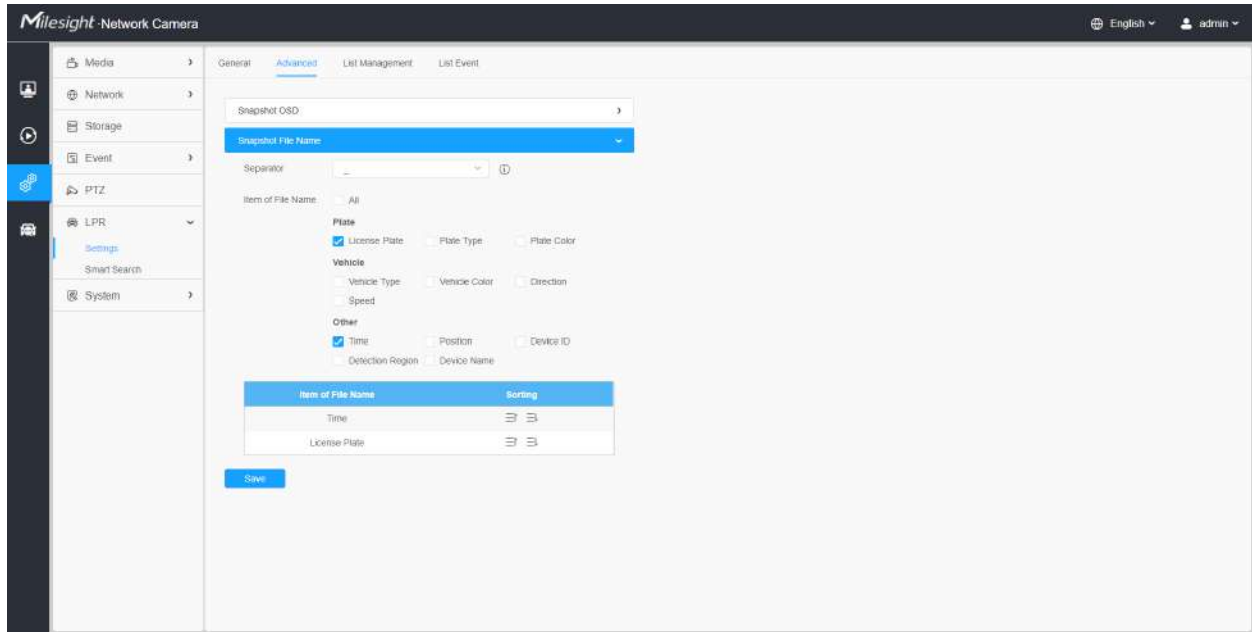 Milesight Network Camera
English
admin
Media
Network
Storage
Event
PTZ
LPR
Settings
Smart Search
System
General Advanced List Management List Event
Snapshot OSD
Snapshot File Name
Separator _
Item of File Name All
Plate
License Plate Plate Type Plate Color
Vehicle
Vehicle Type Vehicle Color Direction
Speed
Other
Time Position Device ID
Detection Region Device Name
Item of File Name Sorting
Time
License Plate
Save